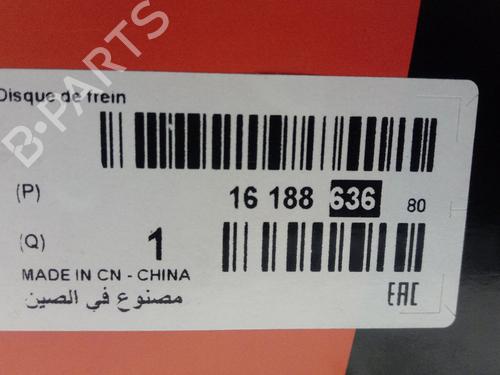 Disque de frein
(P) 16 188 636 80
(Q) 1
MADE IN CN - CHINA
مصنوع في الصين
EAC
B-PARTS